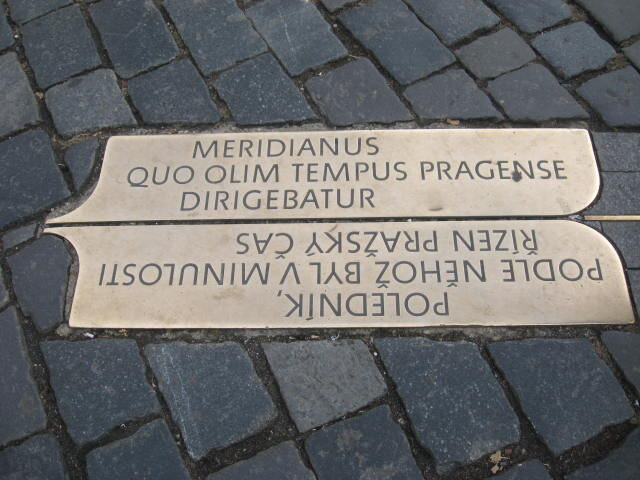 MERIDIANUS
QUO OLIM TEMPUS PRAGENSE
DIRIGEBATUR
POLEDNÍK,
PODLE NĚHOŽ BYL V MINULOSTI
ŘÍZEN PRAŽSKÝ ČAS